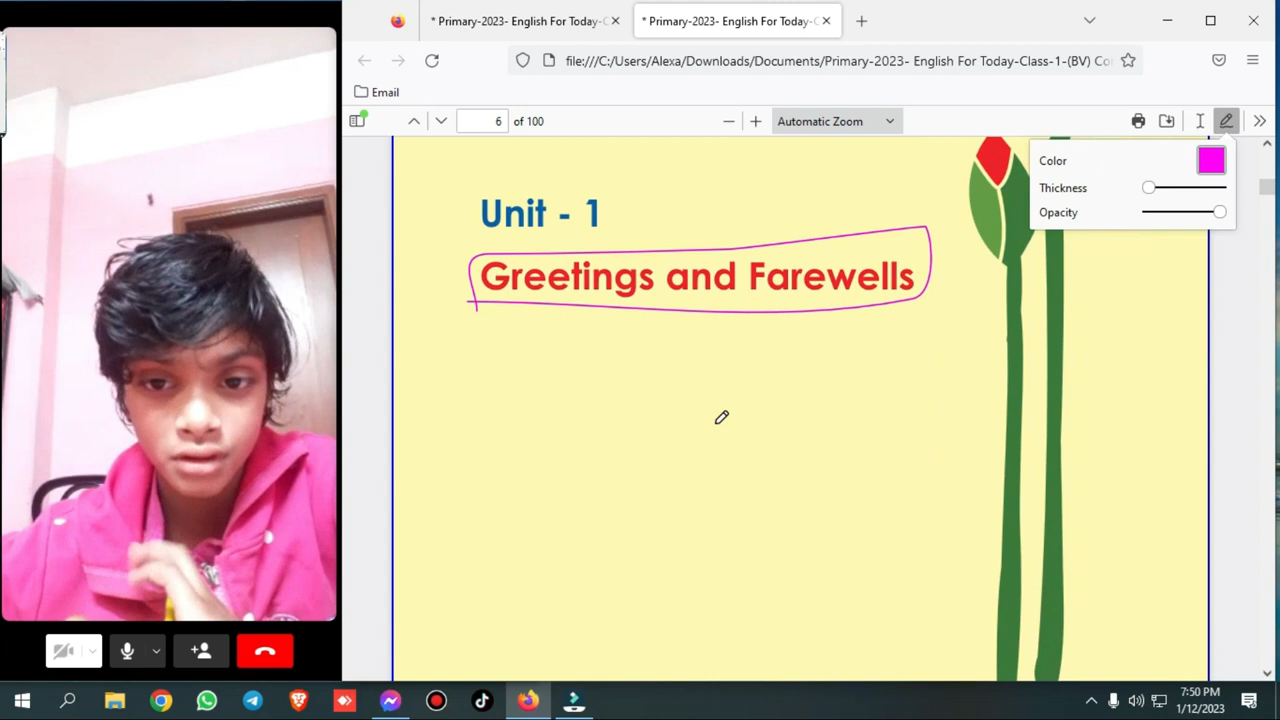 * Primary-2023- English For Today-C
* Primary-2023- English For Today-C
file:///C:/Users/Alexa/Downloads/Documents/Primary-2023- English For Today-Class-1-(BV) Co
Email
6 of 100
Automatic Zoom
Color
Thickness
Opacity
Unit - 1
Greetings and Farewells
7:50 PM
1/12/2023